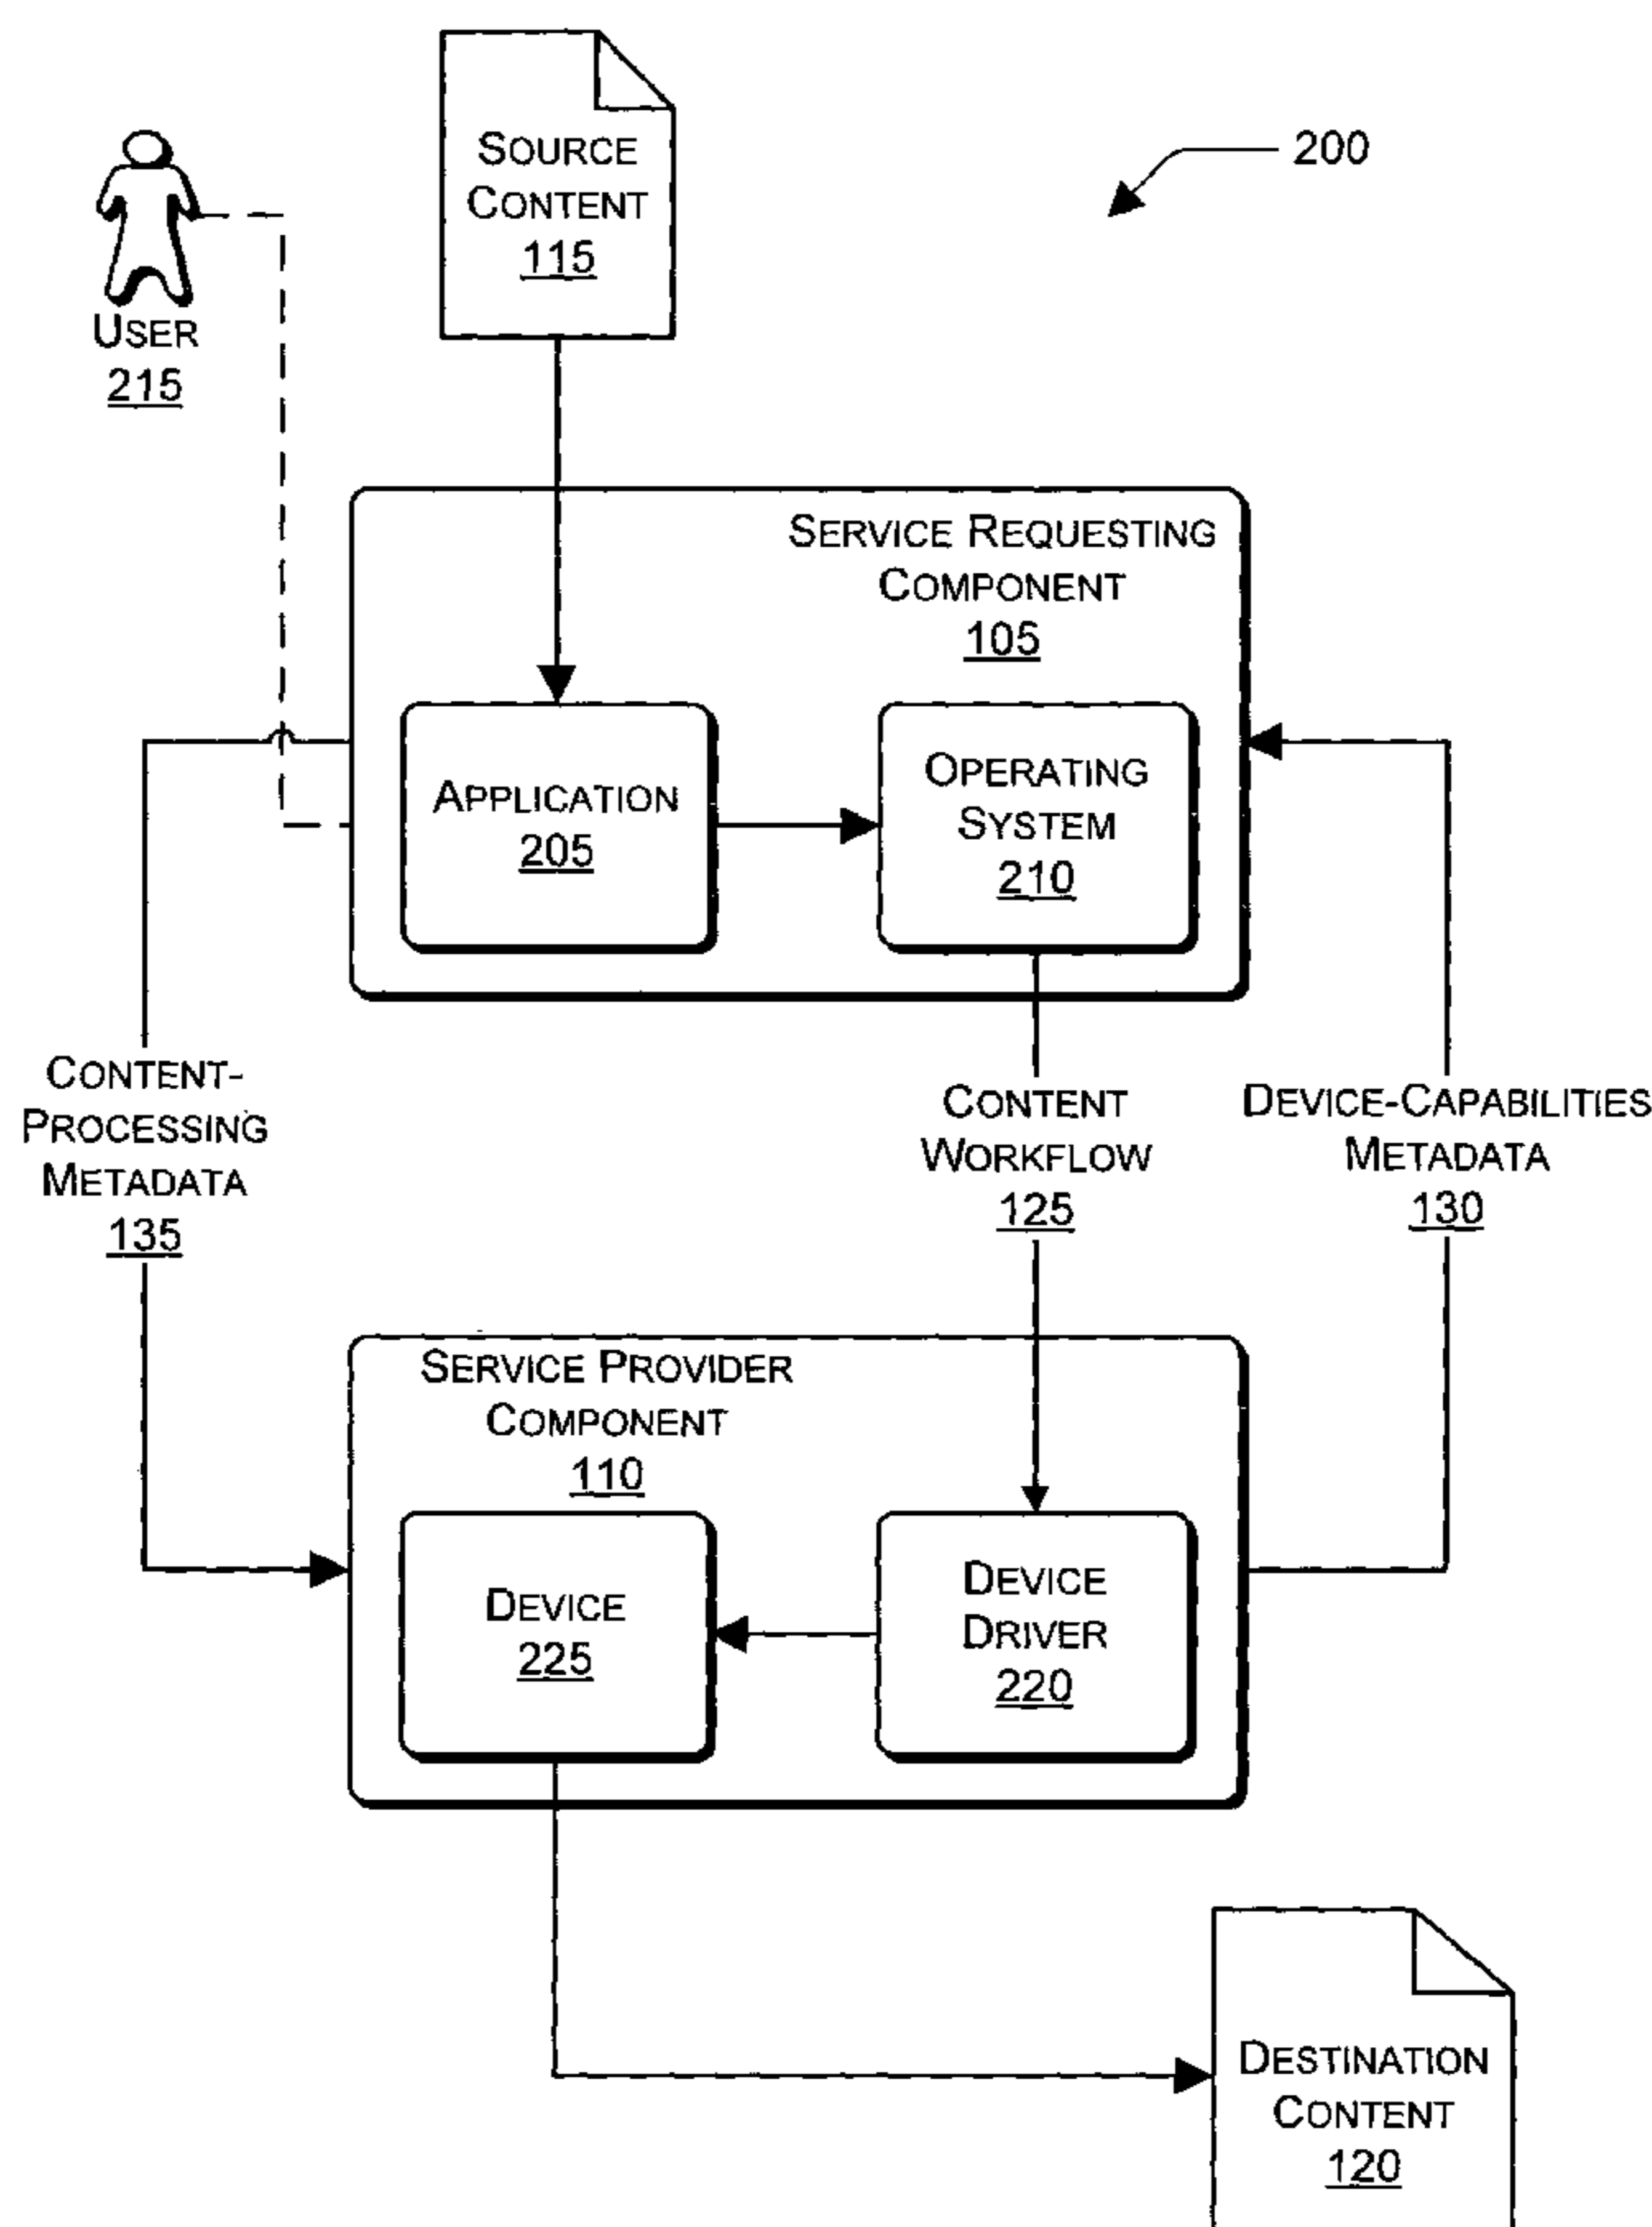 SOURCE
CONTENT
115
200
USER
215
SERVICE REQUESTING
COMPONENT
105
APPLICATION
205
OPERATING
SYSTEM
210
CONTENT-
PROCESSING
METADATA
135
CONTENT
WORKFLOW
125
DEVICE-CAPABILITIES
METADATA
130
SERVICE PROVIDER
COMPONENT
110
DEVICE
225
DEVICE
DRIVER
220
DESTINATION
CONTENT
120